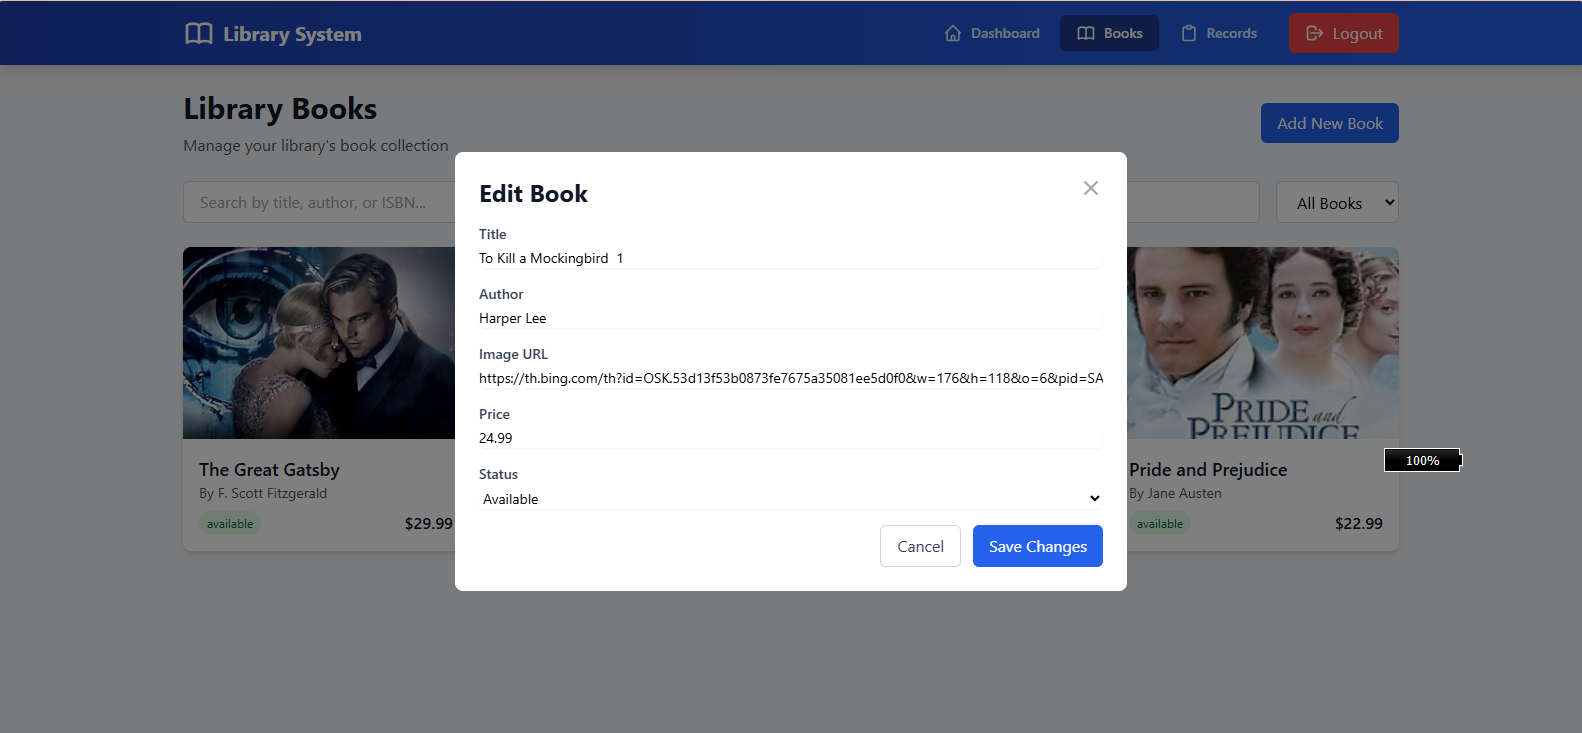 Library System
Dashboard
Books
Records
Logout
Library Books
Manage your library's book collection
Add New Book
Search by title, author, or ISBN...
All Books
Edit Book
Title
To Kill a Mockingbird  1
Author
Harper Lee
Image URL
https://th.bing.com/th?id=OSK.53d13f53b0873fe7675a35081ee5d0f0&w=176&h=118&o=6&pid=SA
Price
24.99
Status
Available
Cancel
Save Changes
The Great Gatsby
By F. Scott Fitzgerald
available
$29.99
PRIDE and
PREJUDICE
Pride and Prejudice
By Jane Austen
available
$22.99
100%